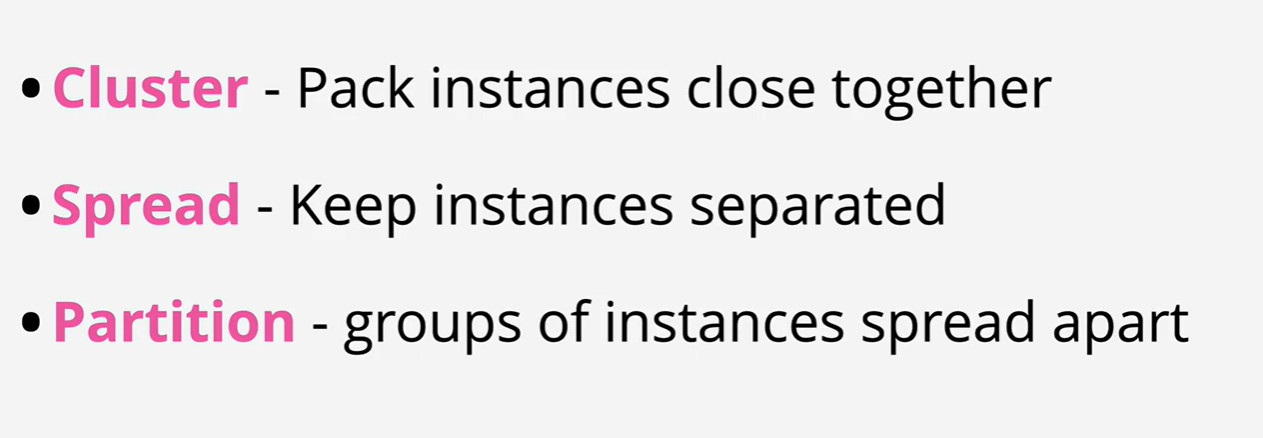 • Cluster - Pack instances close together
• Spread - Keep instances separated
• Partition - groups of instances spread apart